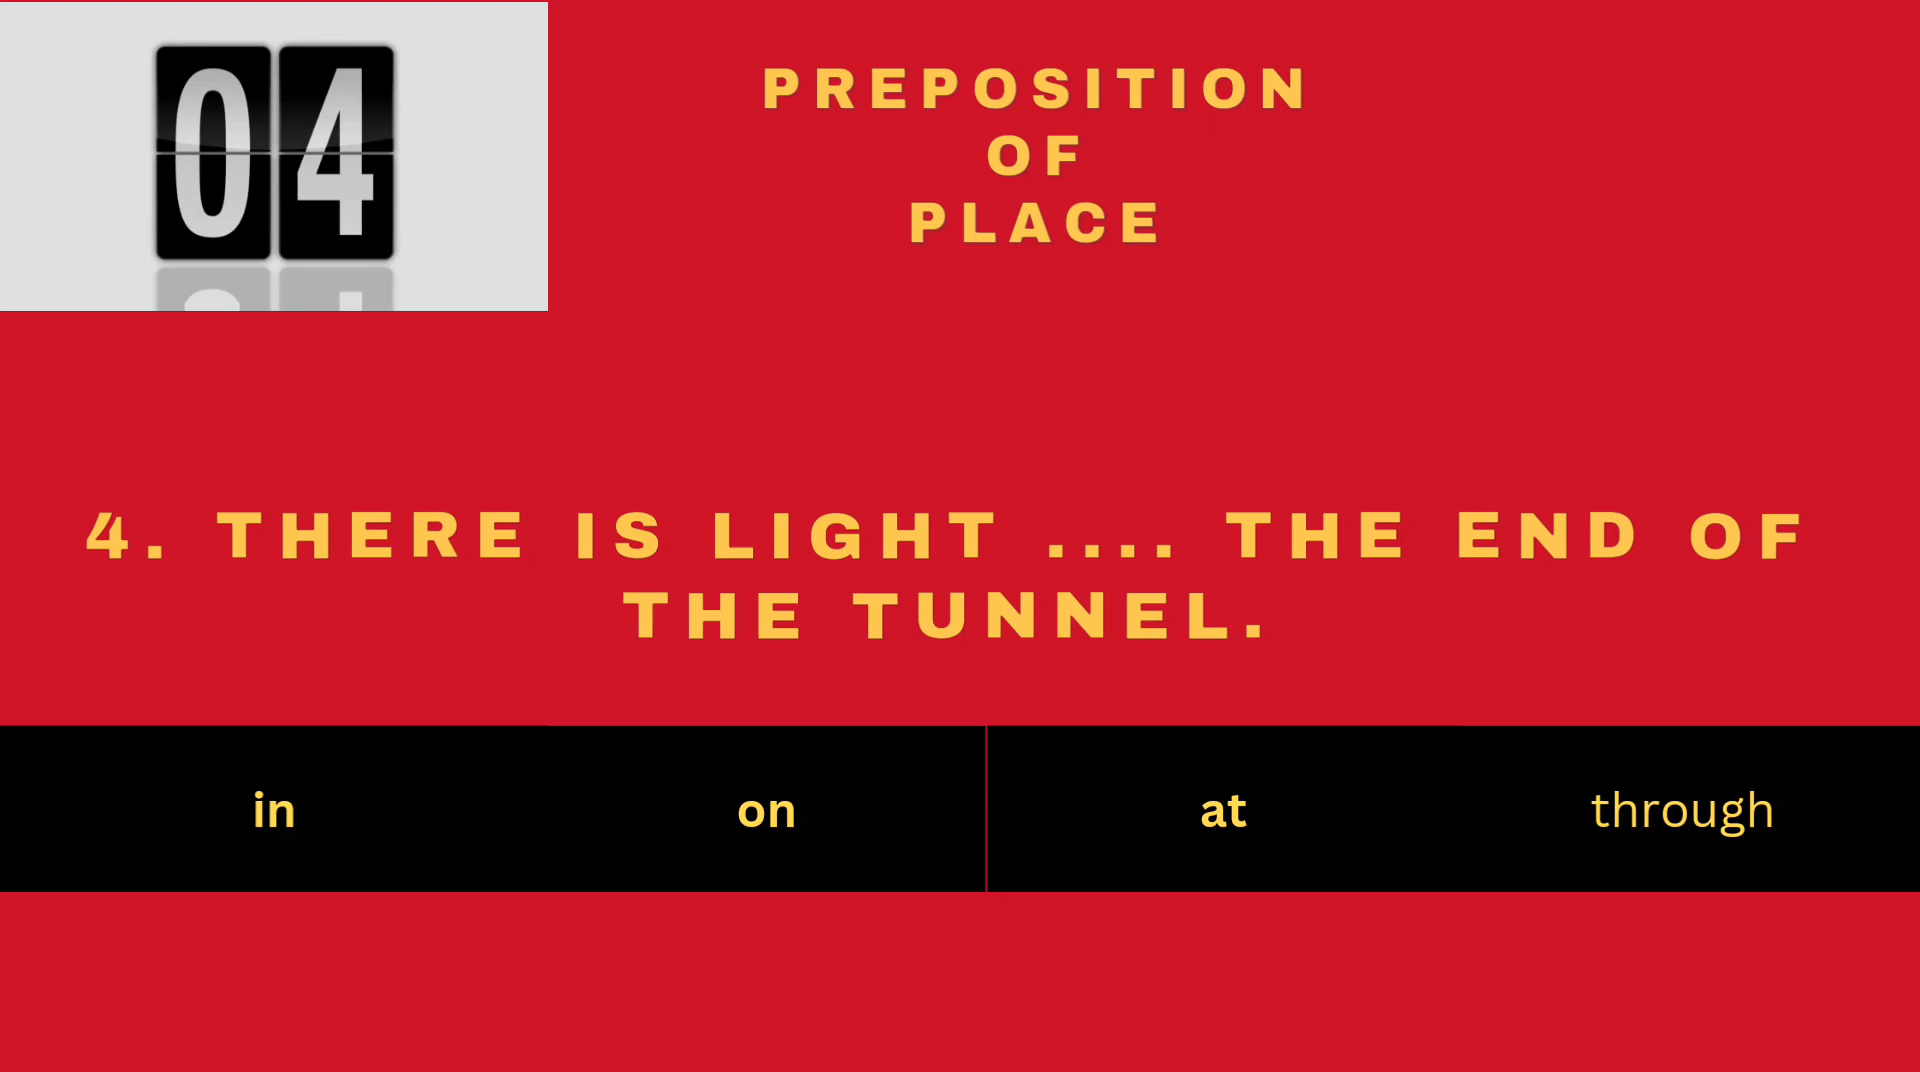 04
PREPOSITION
OF
PLACE
4. THERE IS LIGHT .... THE END OF
THE TUNNEL.
in on at through